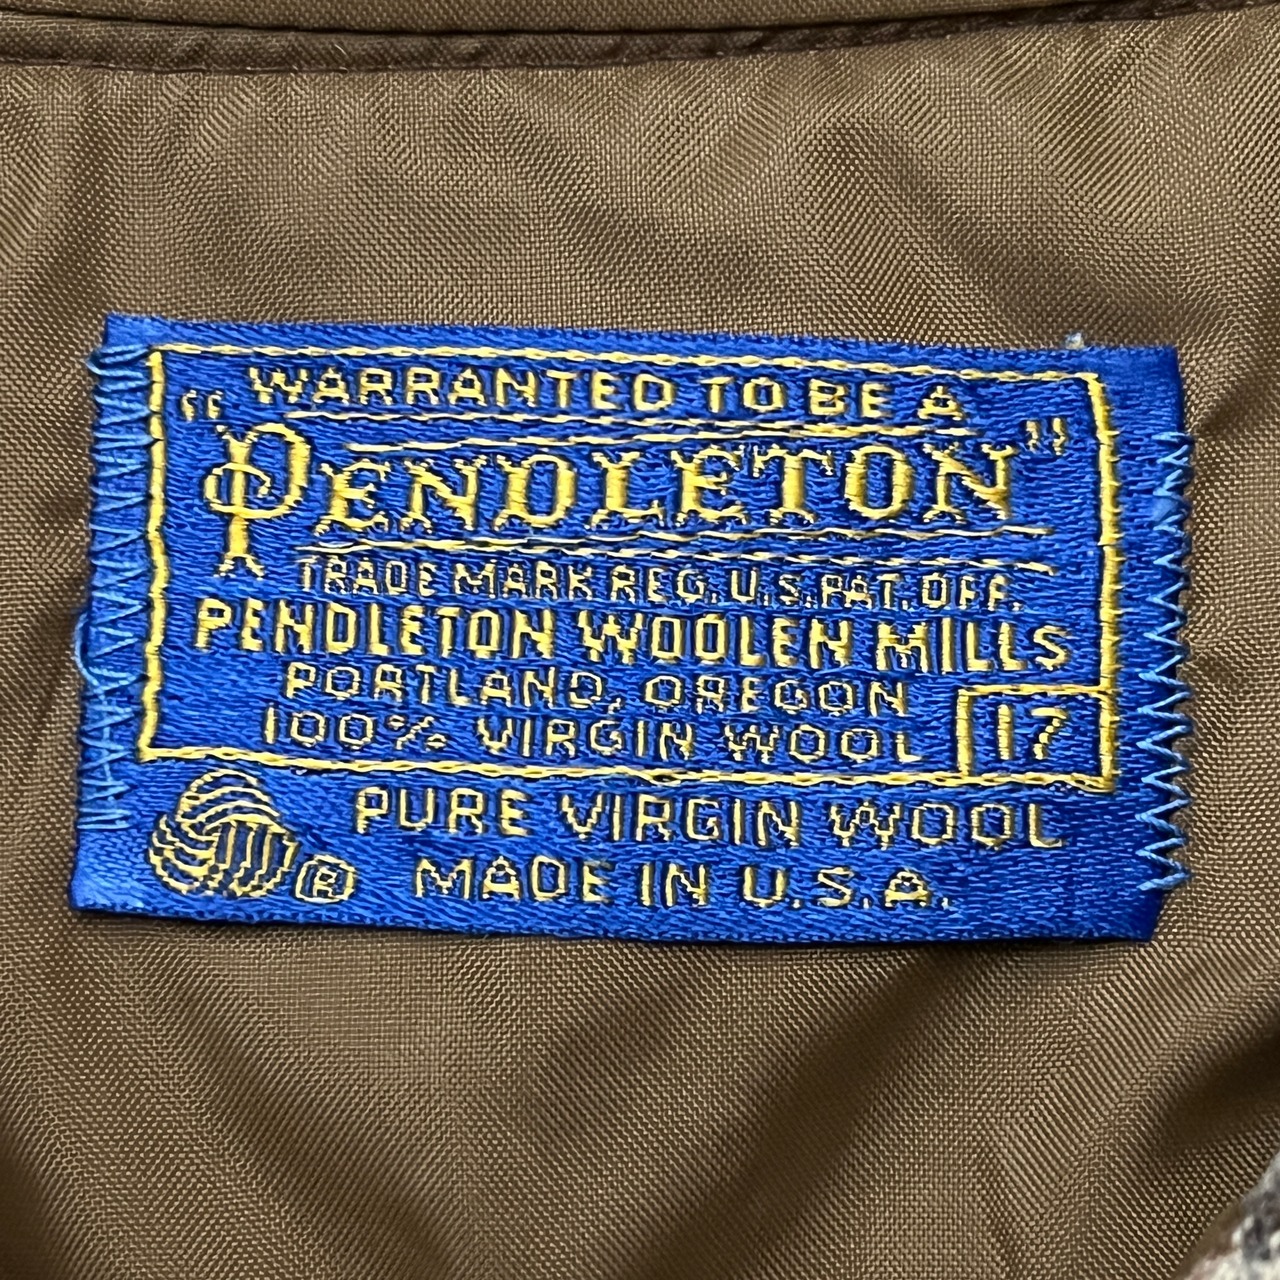 WARRANTED TO BE A
"PENDLETON"
TRADE MARK REG. U.S. PAT. OFF.
PENDLETON WOOLEN MILLS
PORTLAND, OREGON
100% VIRGIN WOOL 17
PURE VIRGIN WOOL
® MADE IN U.S.A.